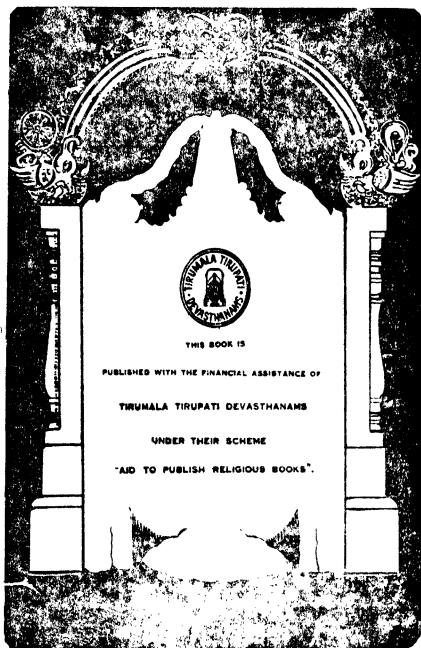 TIRUMALA TIRUPATI
DEVASTHANAMS
THIS BOOK IS
PUBLISHED WITH THE FINANCIAL ASSISTANCE OF
TIRUMALA TIRUPATI DEVASTHANAMS
UNDER THEIR SCHEME
"AID TO PUBLISH RELIGIOUS BOOKS".